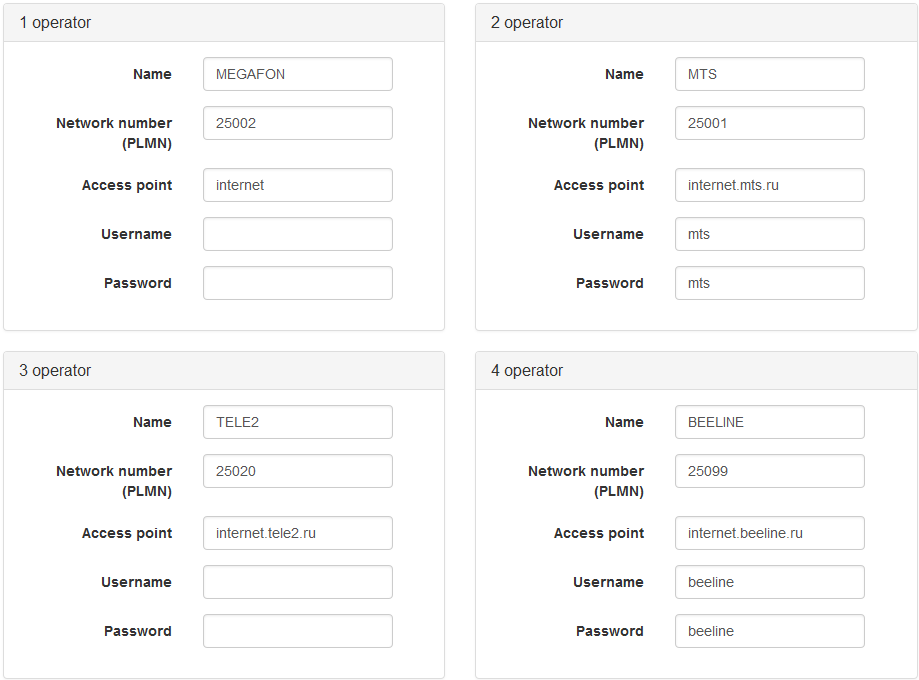 1 operator
Name MEGAFON
Network number 25002
(PLMN)
Access point internet
Username
Password
2 operator
Name MTS
Network number 25001
(PLMN)
Access point internet.mts.ru
Username mts
Password mts
3 operator
Name TELE2
Network number 25020
(PLMN)
Access point internet.tele2.ru
Username
Password
4 operator
Name BEELINE
Network number 25099
(PLMN)
Access point internet.beeline.ru
Username beeline
Password beeline